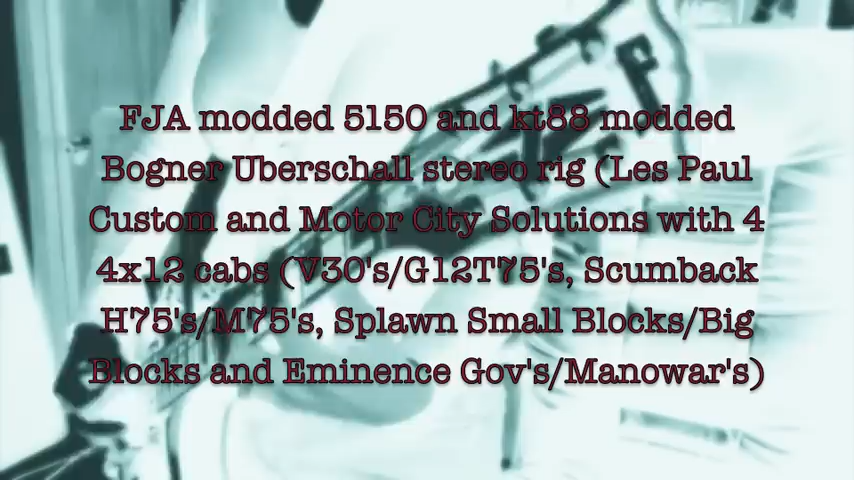 FJA modded 5150 and kt88 modded
Bogner Uberschall stereo rig (Les Paul
Custom and Motor City Solutions with 4
4x12 cabs (V30's/G12T75's, Scumback
H75's/M75's, Splawn Small Blocks/Big
Blocks and Eminence Gov's/Manowar's)